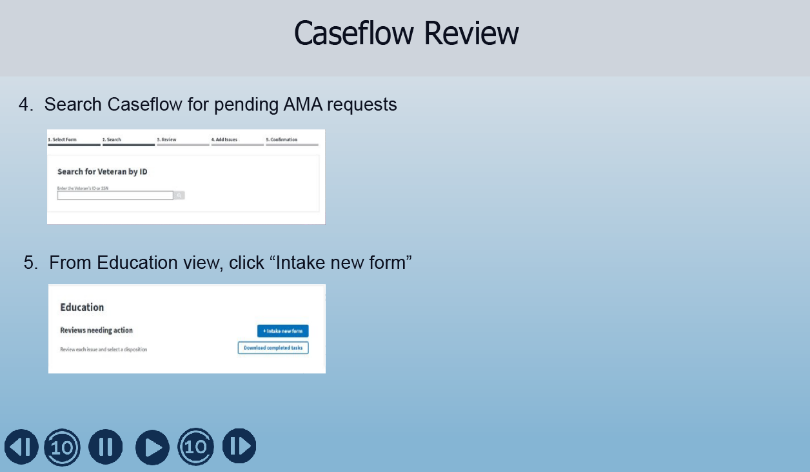 Caseflow Review
4. Search Caseflow for pending AMA requests
1. Select Form 2. Search 3. Review 4. Add Issues 5. Confirmation
Search for Veteran by ID
Enter the Veteran's ID or SSN
5. From Education view, click “Intake new form”
Education
Reviews needing action
+ Intake new form
Review each issue and select a disposition
Download completed tasks
10 10